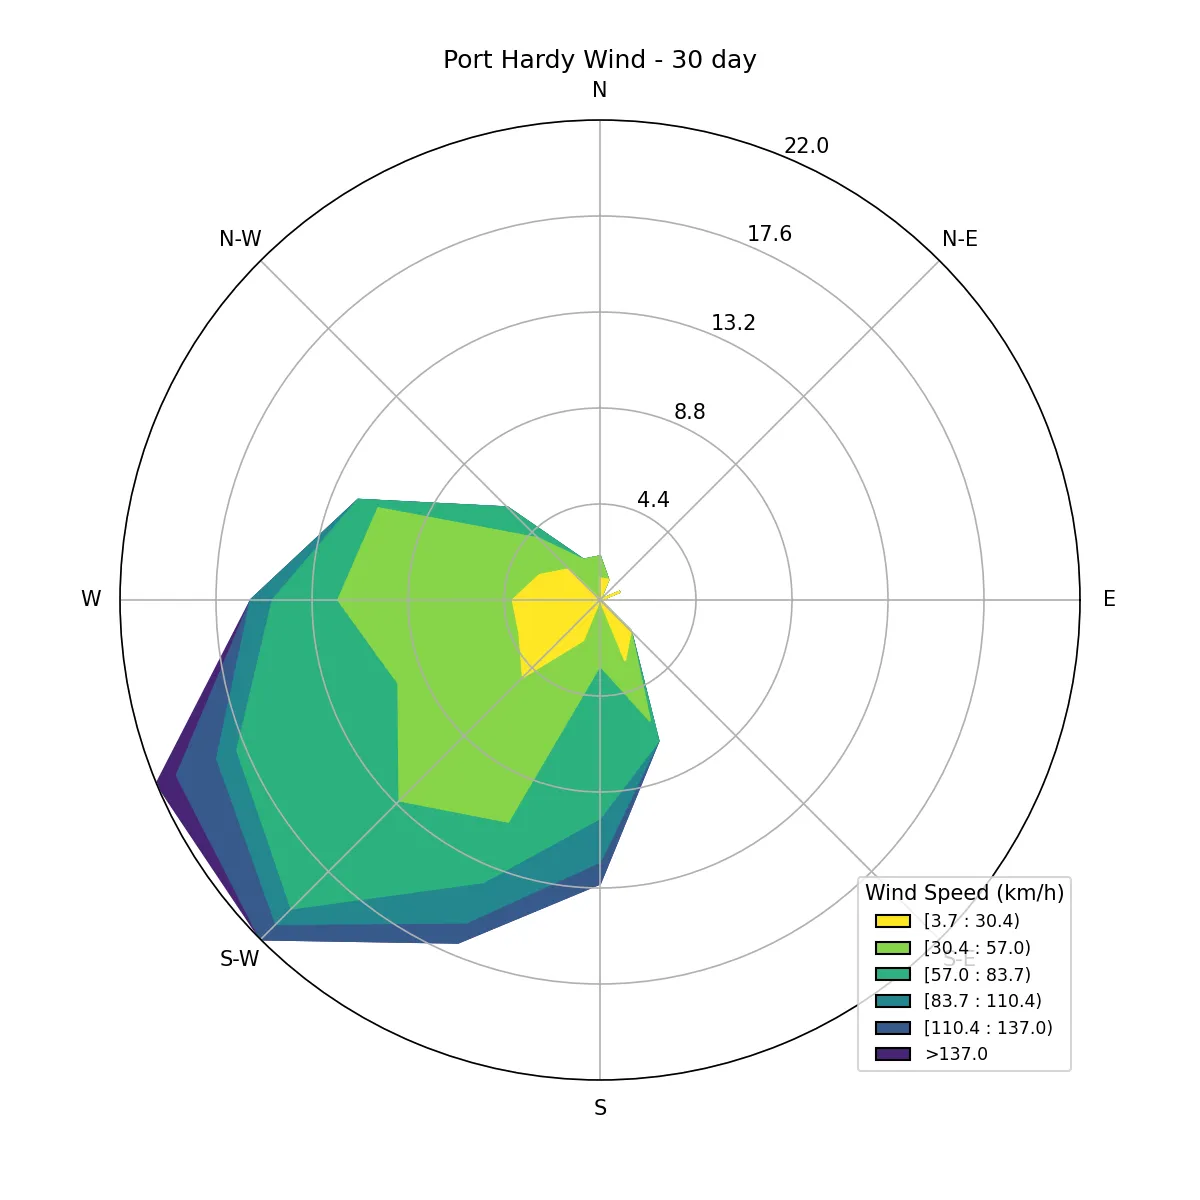 Port Hardy Wind - 30 day
N
22.0
N-W
17.6
N-E
13.2
8.8
4.4
W
E
S-W
S-E
S
Wind Speed (km/h)
[3.7 : 30.4)
[30.4 : 57.0)
[57.0 : 83.7)
[83.7 : 110.4)
[110.4 : 137.0)
>137.0